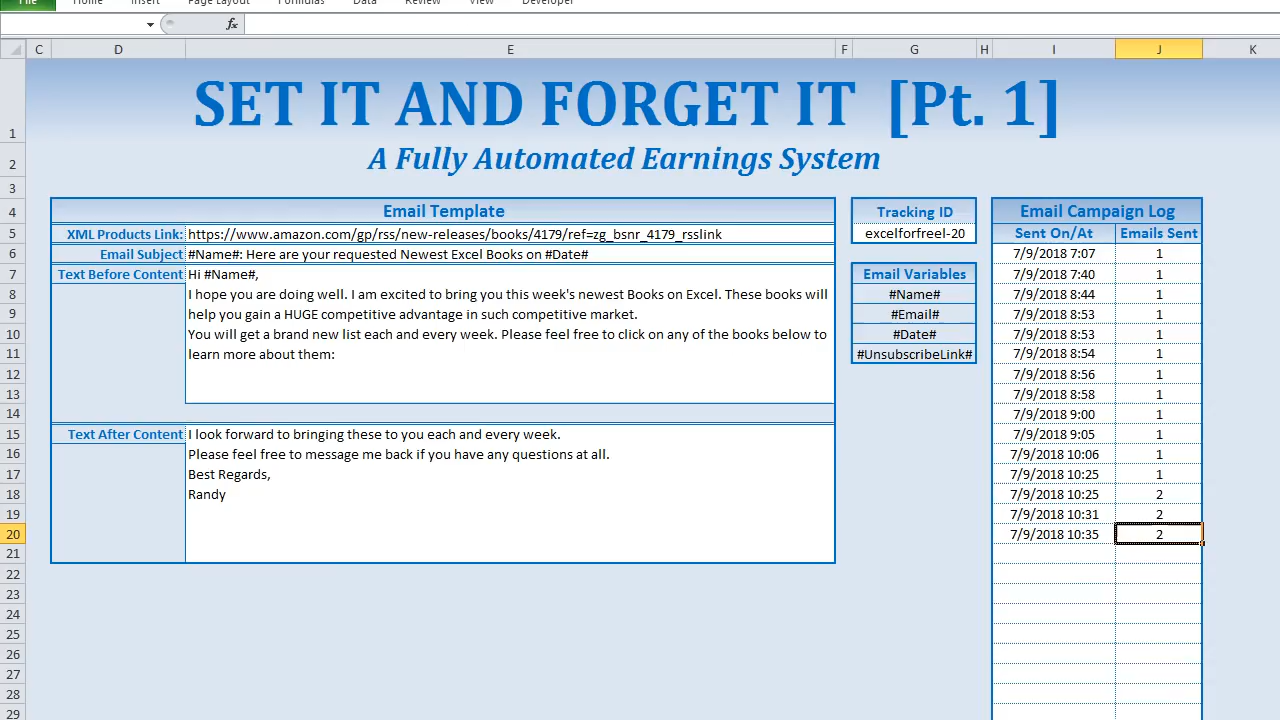 File Home Insert Page Layout Formulas Data Review View Developer
fx
C D E F G H I J K
1 SET IT AND FORGET IT [Pt. 1]
2 A Fully Automated Earnings System
3
4 Email Template Tracking ID Email Campaign Log
5 XML Products Link: https://www.amazon.com/gp/rss/new-releases/books/4179/ref=zg_bsnr_4179_rsslink excelforfreel-20 Sent On/At Emails Sent
6 Email Subject #Name#: Here are your requested Newest Excel Books on #Date# 7/9/2018 7:07 1
7 Text Before Content Hi #Name#, Email Variables 7/9/2018 7:40 1
8 I hope you are doing well. I am excited to bring you this week's newest Books on Excel. These books will #Name# 7/9/2018 8:44 1
9 help you gain a HUGE competitive advantage in such competitive market. #Email# 7/9/2018 8:53 1
10 You will get a brand new list each and every week. Please feel free to click on any of the books below to #Date# 7/9/2018 8:53 1
11 learn more about them: #UnsubscribeLink# 7/9/2018 8:54 1
12 7/9/2018 8:56 1
13 7/9/2018 8:58 1
14 7/9/2018 9:00 1
15 Text After Content I look forward to bringing these to you each and every week. 7/9/2018 9:05 1
16 Please feel free to message me back if you have any questions at all. 7/9/2018 10:06 1
17 Best Regards, 7/9/2018 10:25 1
18 Randy 7/9/2018 10:25 2
19 7/9/2018 10:31 2
20 7/9/2018 10:35 2
21
22
23
24
25
26
27
28
29